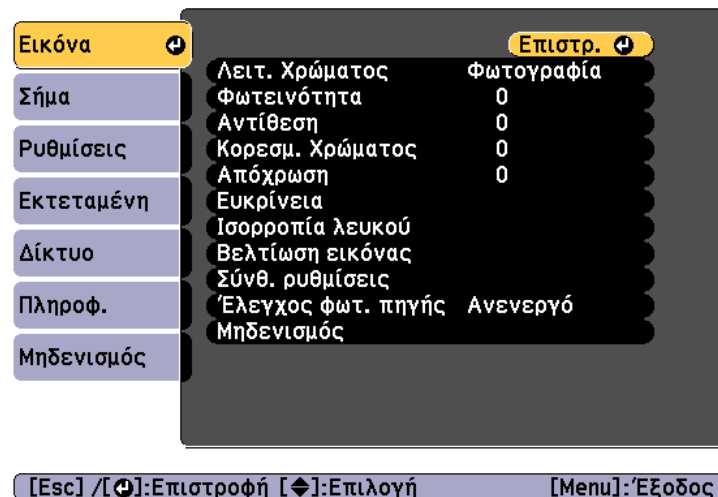 Εικόνα
Σήμα
Ρυθμίσεις
Εκτεταμένη
Δίκτυο
Πληροφ.
Μηδενισμός
Επιστρ.
Λειτ. Χρώματος Φωτογραφία
Φωτεινότητα 0
Αντίθεση 0
Κορεσμ. Χρώματος 0
Απόχρωση 0
Ευκρίνεια
Ισορροπία λευκού
Βελτίωση εικόνας
Σύνθ. ρυθμίσεις
Έλεγχος φωτ. πηγής Ανενεργό
Μηδενισμός
[Esc] /[⏎]:Επιστροφή [◆]:Επιλογή [Menu]:Έξοδος